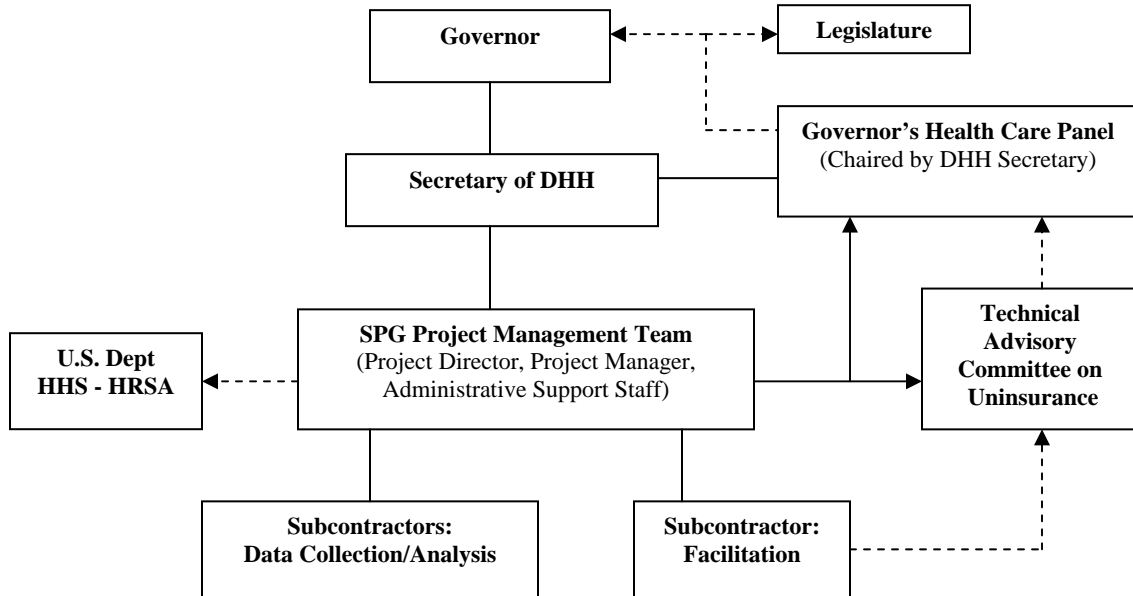 Governor
Legislature
Governor’s Health Care Panel
(Chaired by DHH Secretary)
Secretary of DHH
SPG Project Management Team
(Project Director, Project Manager,
Administrative Support Staff)
U.S. Dept
HHS - HRSA
Technical
Advisory
Committee on
Uninsurance
Subcontractors:
Data Collection/Analysis
Subcontractor:
Facilitation